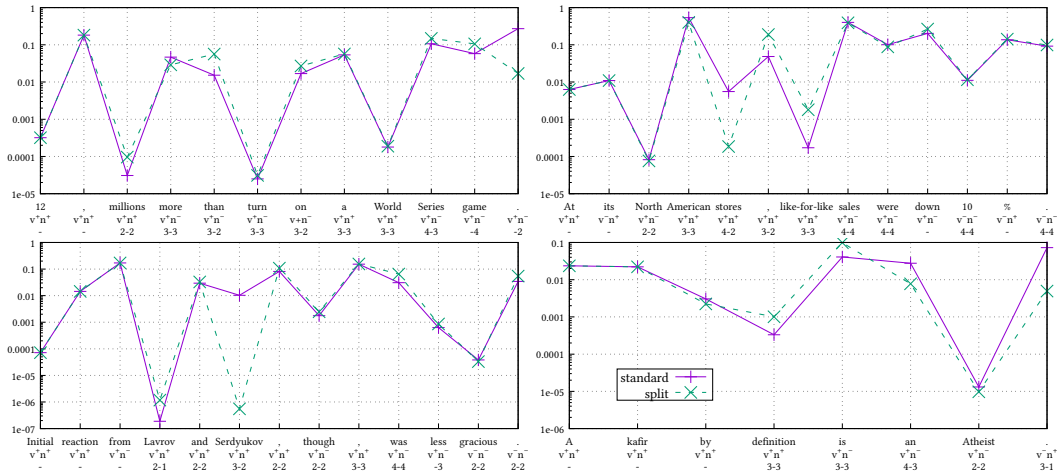 1
0.1
0.01
0.001
0.0001
1e-05
12 , millions more than turn on a World Series game .
v⁺n⁺ v⁺n⁺ v⁺n⁺ v⁺n⁻ v⁺n⁻ v⁺n⁻ v+n⁻ v⁺n⁺ v⁺n⁺ v⁺n⁻ v⁺n⁻ v⁻n⁻
- - 2-2 3-3 3-2 3-3 3-2 3-3 3-3 4-3 -4 -2
1
0.1
0.01
0.001
0.0001
1e-05
At its North American stores , like-for-like sales were down 10 % .
v⁺n⁺ v⁻n⁺ v⁺n⁻ v⁺n⁺ v⁺n⁺ v⁺n⁺ v⁺n⁺ v⁺n⁻ v⁺n⁻ v⁺n⁻ v⁺n⁺ v⁻n⁺ v⁻n⁻
- - 2-2 3-3 4-2 3-2 3-3 4-4 4-4 - 4-4 - 4-4
1
0.1
0.01
0.001
0.0001
1e-05
1e-06
1e-07
Initial reaction from Lavrov and Serdyukov , though , was less gracious .
v⁺n⁺ v⁺n⁺ v⁺n⁻ v⁺n⁺ v⁺n⁺ v⁺n⁺ v⁺n⁺ v⁺n⁻ v⁺n⁺ v⁺n⁻ v⁺n⁻ v⁺n⁻ v⁻n⁻
- - - 2-1 2-2 3-2 2-2 2-2 3-3 4-4 -3 2-2 2-2
0.1
0.01
0.001
0.0001
1e-05
1e-06
standard
split
A kafir by definition is an Atheist .
v⁺n⁺ v⁺n⁺ v⁺n⁻ v⁺n⁺ v⁺n⁻ v⁺n⁻ v⁺n⁺ v⁻n⁻
- - - 3-3 3-3 4-3 2-2 3-1